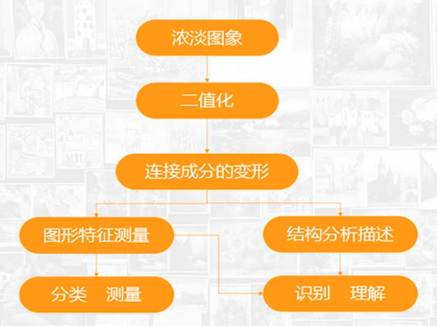 浓淡图象
二值化
连接成分的变形
图形特征测量
结构分析描述
分类 测量
识别 理解